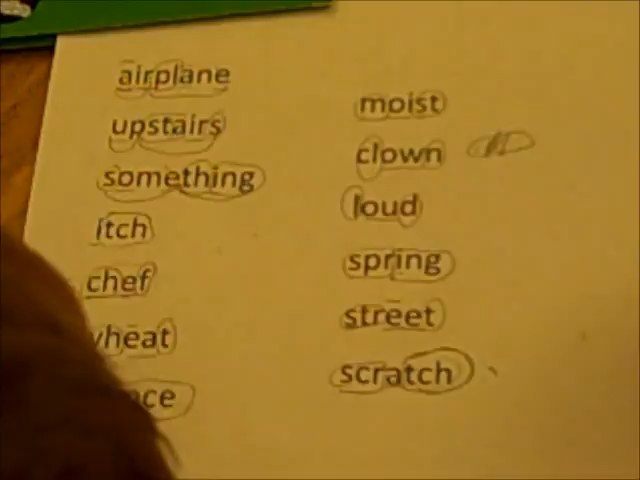 airplane
upstairs
something
itch
chef
moist
clown
loud
spring
street
scratch